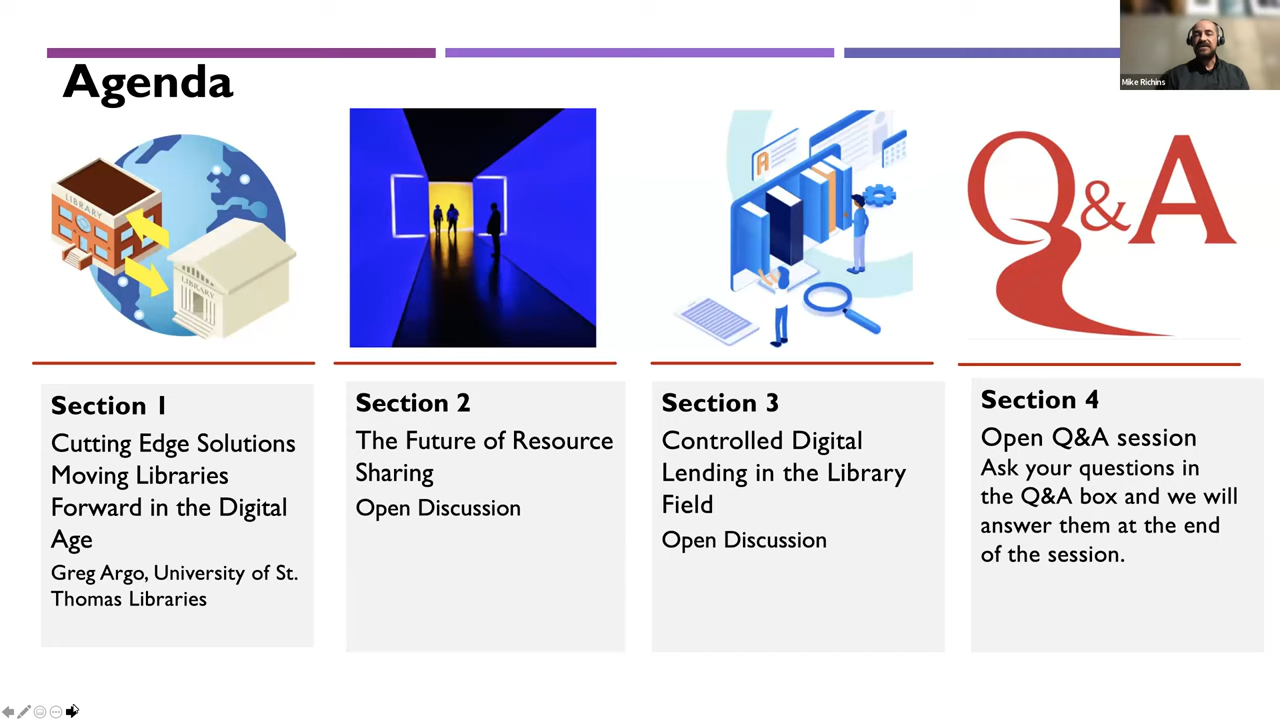 Mike Richins
Agenda
LIBRARY
LIBRARY
A
Q&A
Section 1
Cutting Edge Solutions
Moving Libraries
Forward in the Digital
Age
Greg Argo, University of St.
Thomas Libraries
Section 2
The Future of Resource
Sharing
Open Discussion
Section 3
Controlled Digital
Lending in the Library
Field
Open Discussion
Section 4
Open Q&A session
Ask your questions in
the Q&A box and we will
answer them at the end
of the session.